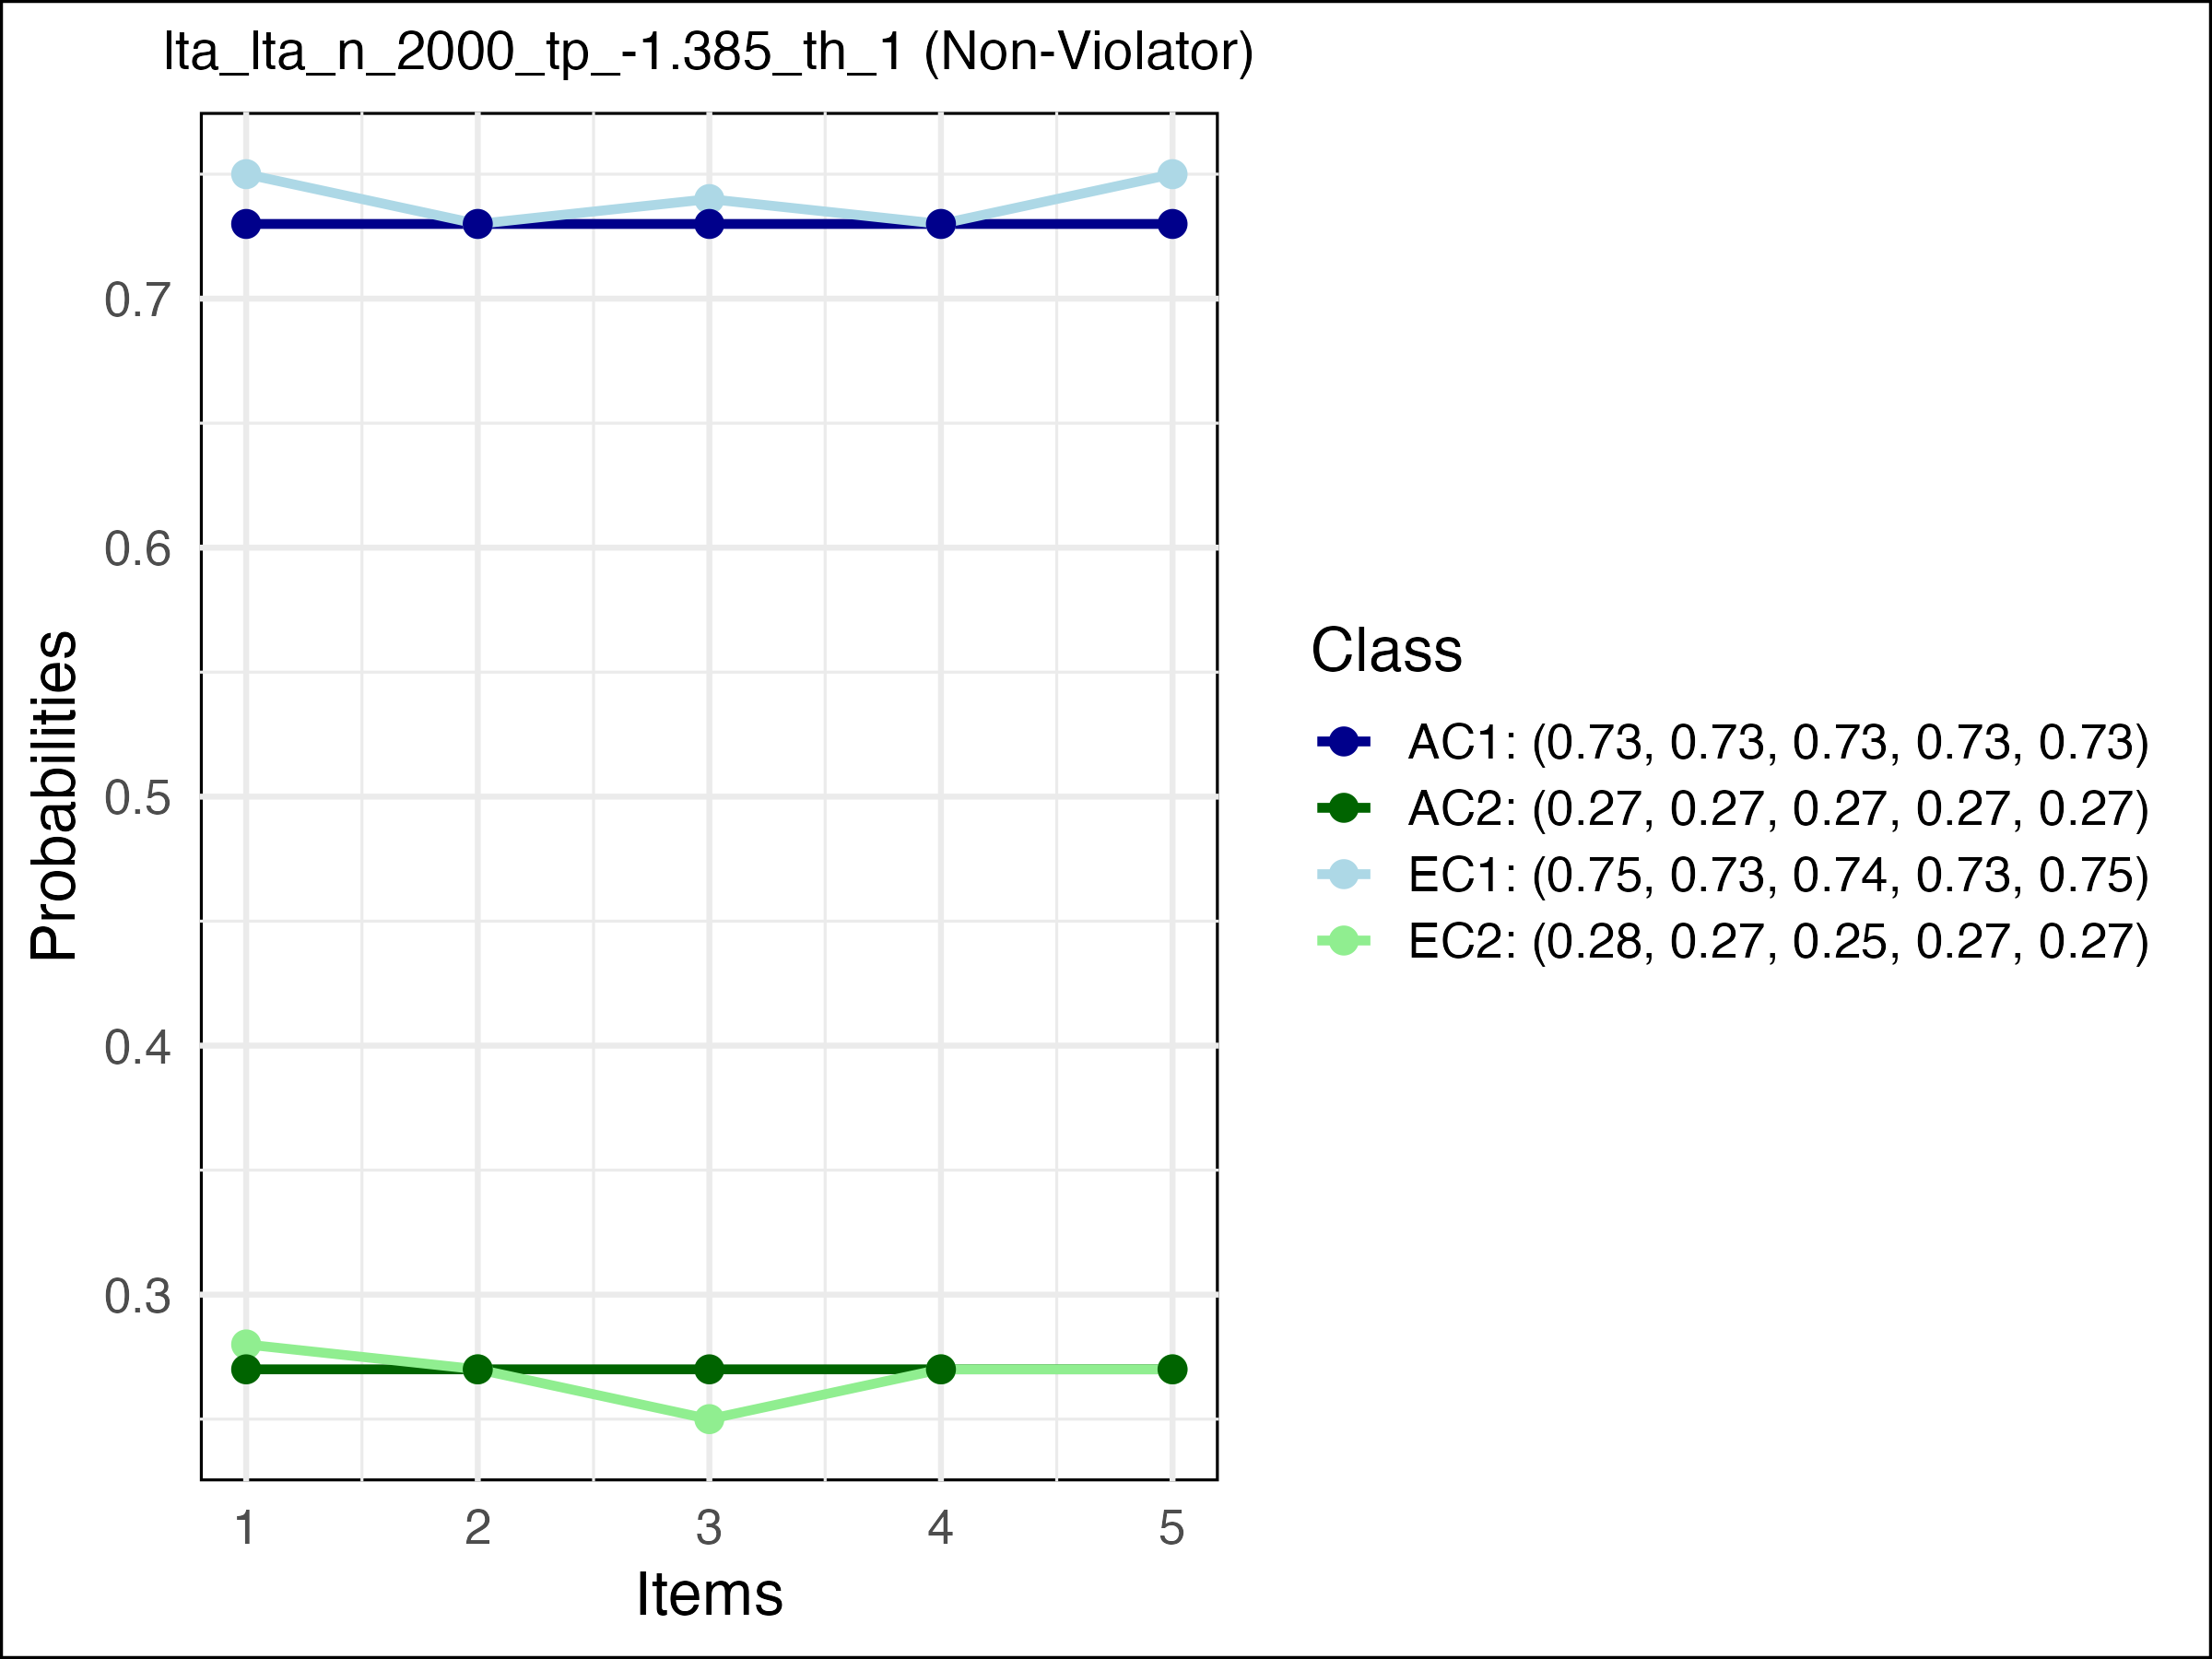 lta_lta_n_2000_tp_-1.385_th_1 (Non-Violator)
Probabilities
0.7
0.6
0.5
0.4
0.3
1 2 3 4 5
Items
Class
AC1: (0.73, 0.73, 0.73, 0.73, 0.73)
AC2: (0.27, 0.27, 0.27, 0.27, 0.27)
EC1: (0.75, 0.73, 0.74, 0.73, 0.75)
EC2: (0.28, 0.27, 0.25, 0.27, 0.27)